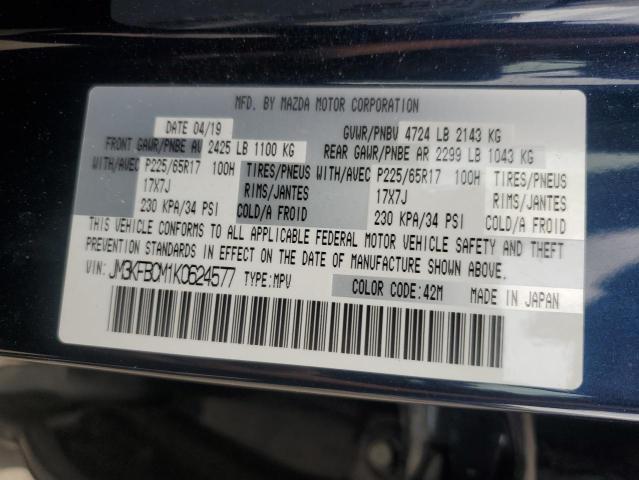 MFD. BY MAZDA MOTOR CORPORATION
DATE 04/19 GVWR/PNBV 4724 LB 2143 KG
FRONT GAWR/PNBE AV 2425 LB 1100 KG REAR GAWR/PNBE AR 2299 LB 1043 KG
WITH/AVEC P225/65R17 100H TIRES/PNEUS WITH/AVEC P225/65R17 100H TIRES/PNEUS
17X7J RIMS/JANTES 17X7J RIMS/JANTES
230 KPA/34 PSI COLD/A FROID 230 KPA/34 PSI COLD/A FROID
THIS VEHICLE CONFORMS TO ALL APPLICABLE FEDERAL MOTOR VEHICLE SAFETY AND THEFT
PREVENTION STANDARDS IN EFFECT ON THE DATE OF MANUFACTURE SHOWN ABOVE.
VIN: JM3KFBCM1K0624577 TYPE:MPV COLOR CODE:42M MADE IN JAPAN